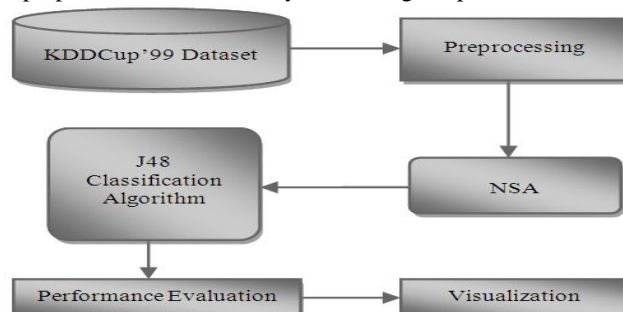 KDDCup'99 Dataset
Preprocessing
J48
Classification
Algorithm
NSA
Performance Evaluation
Visualization